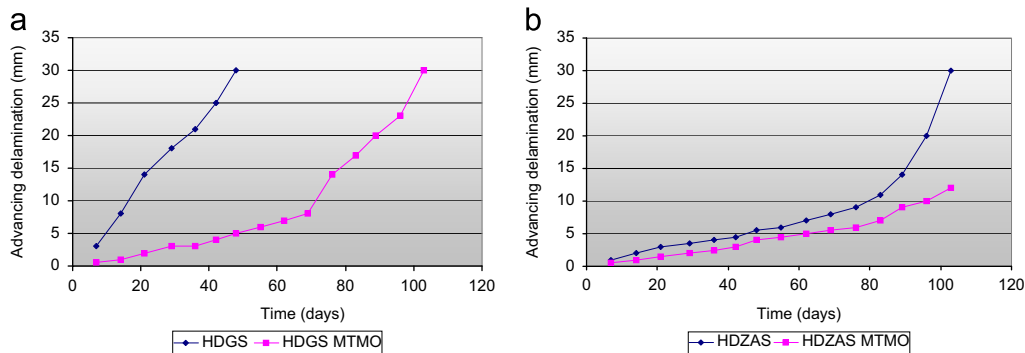 a
Advancing delamination (mm)
35
30
25
20
15
10
5
0
0 20 40 60 80 100 120
Time (days)
HDGS HDGS MTMO
b
Advancing delamination (mm)
35
30
25
20
15
10
5
0
0 20 40 60 80 100 120
Time (days)
HDZAS HDZAS MTMO